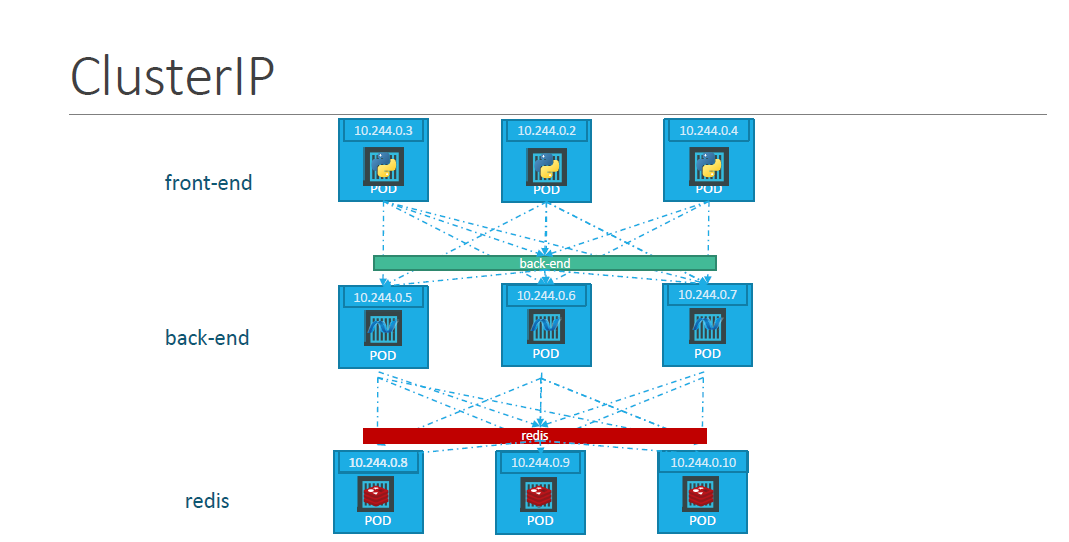 ClusterIP
10.244.0.3 10.244.0.2 10.244.0.4
front-end
POD POD POD
back-end
10.244.0.5 10.244.0.6 10.244.0.7
back-end
POD POD POD
redis
10.244.0.8 10.244.0.9 10.244.0.10
redis
POD POD POD